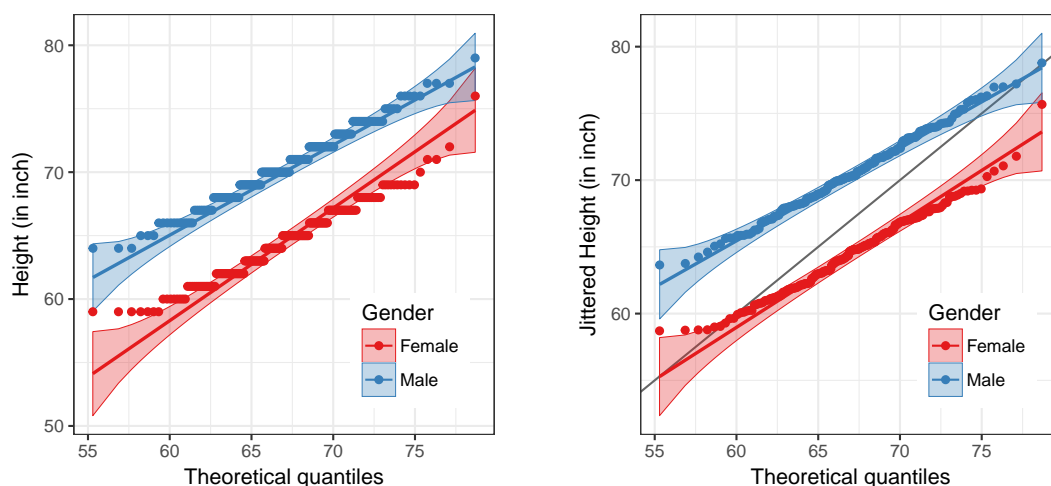 80
70
60
50
Height (in inch)
55
60
65
70
75
Theoretical quantiles
Gender
Female
Male
80
70
60
Jittered Height (in inch)
55
60
65
70
75
Theoretical quantiles
Gender
Female
Male